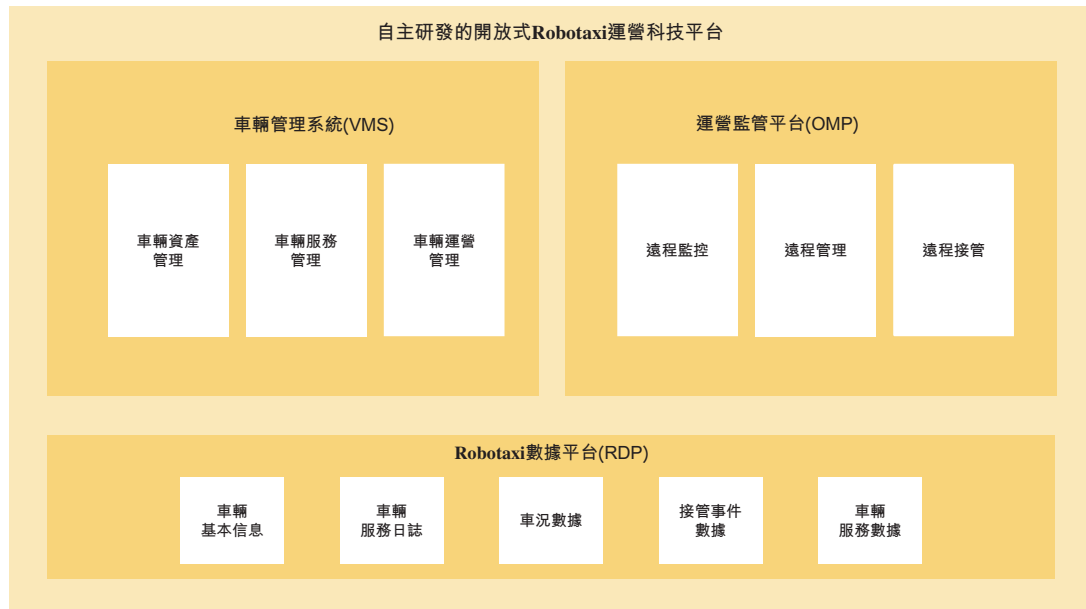 自主研發的開放式Robotaxi運營科技平台
車輛管理系統(VMS)
車輛資產
管理
車輛服務
管理
車輛運營
管理
運營監管平台(OMP)
遠程監控
遠程管理
遠程接管
Robotaxi數據平台(RDP)
車輛
基本信息
車輛
服務日誌
車況數據
接管事件
數據
車輛
服務數據